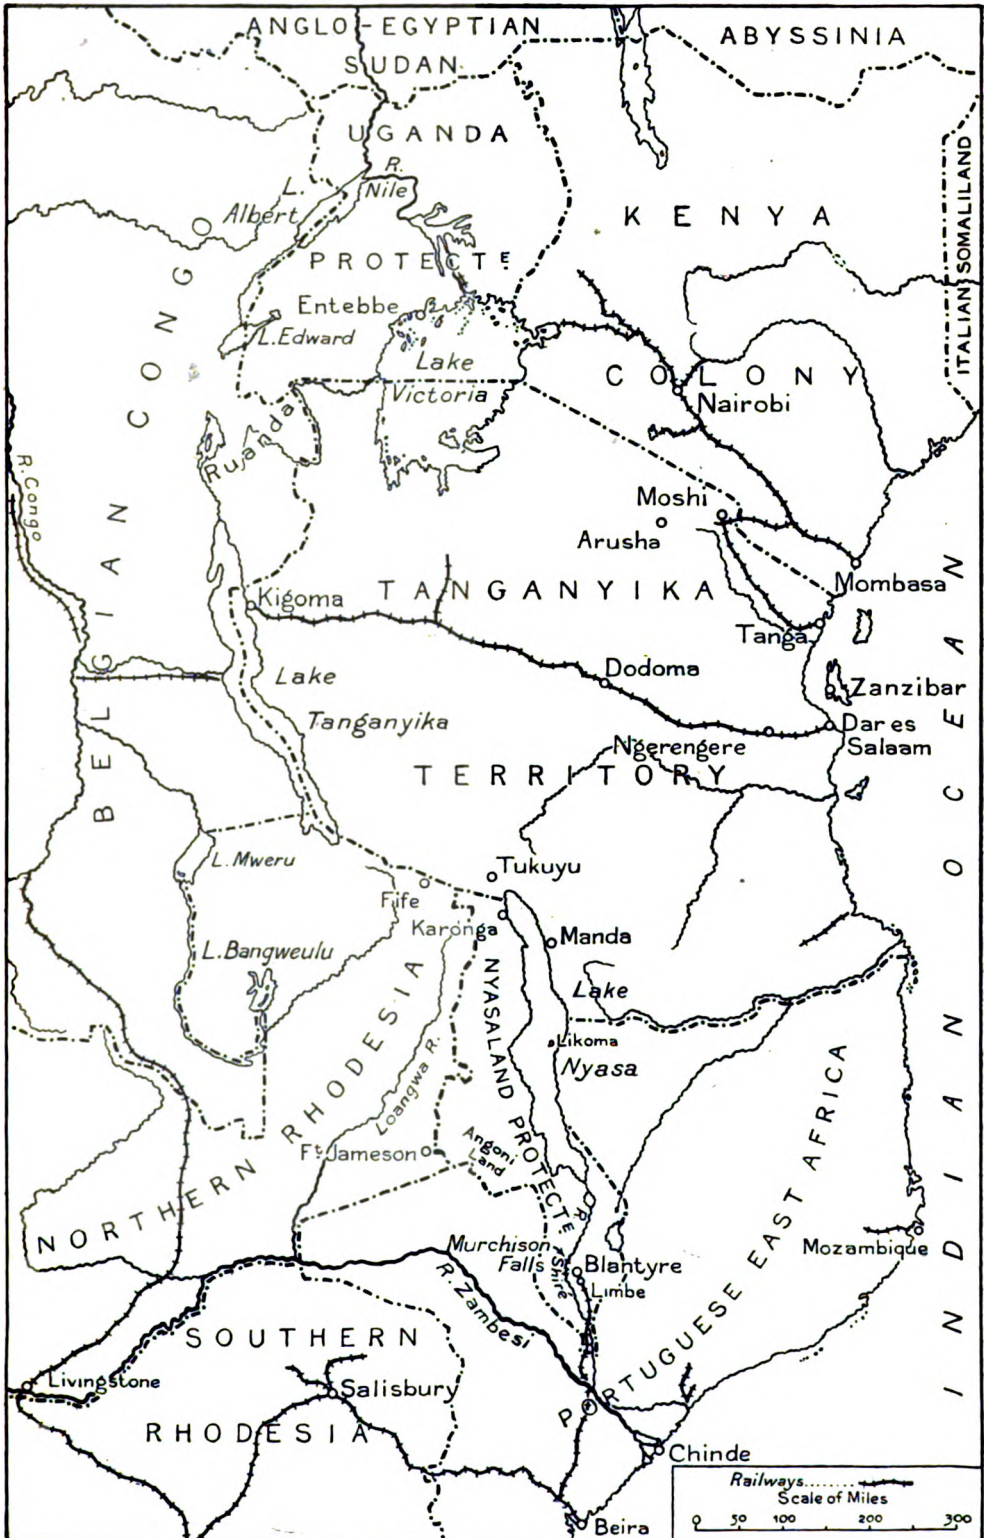 ANGLO-EGYPTIAN
SUDAN
ABYSSINIA
UGANDA
R.
Nile
L.
Albert
ITALIAN SOMALILAND
KENYA
PROTECTE
Entebbe
L. Edward
Lake
Victoria
COLONY
Nairobi
BELGIAN CONGO
Ruanda
R. Congo
Moshi
Arusha
Mombasa
TANGANYIKA
Kigoma
Tanga
Lake
Tanganyika
Dodoma
Zanzibar
Dar es
Salaam
Ngerengere
TERRITORY
INDIAN OCEAN
L. Mweru
Tukuyu
Fife
Karonga
Manda
L. Bangweulu
Lake
Nyasa
Likoma
NYASALAND PROTECTE
NORTHERN RHODESIA
Loangwa R.
Angoni
Land
Ft. Jameson
R.
Shire
Murchison
Falls
Blantyre
Limbe
Mozambique
PORTUGUESE EAST AFRICA
R. Zambesi
SOUTHERN
RHODESIA
Livingstone
Salisbury
Chinde
Beira
Railways
Scale of Miles
0 50 100 200 300